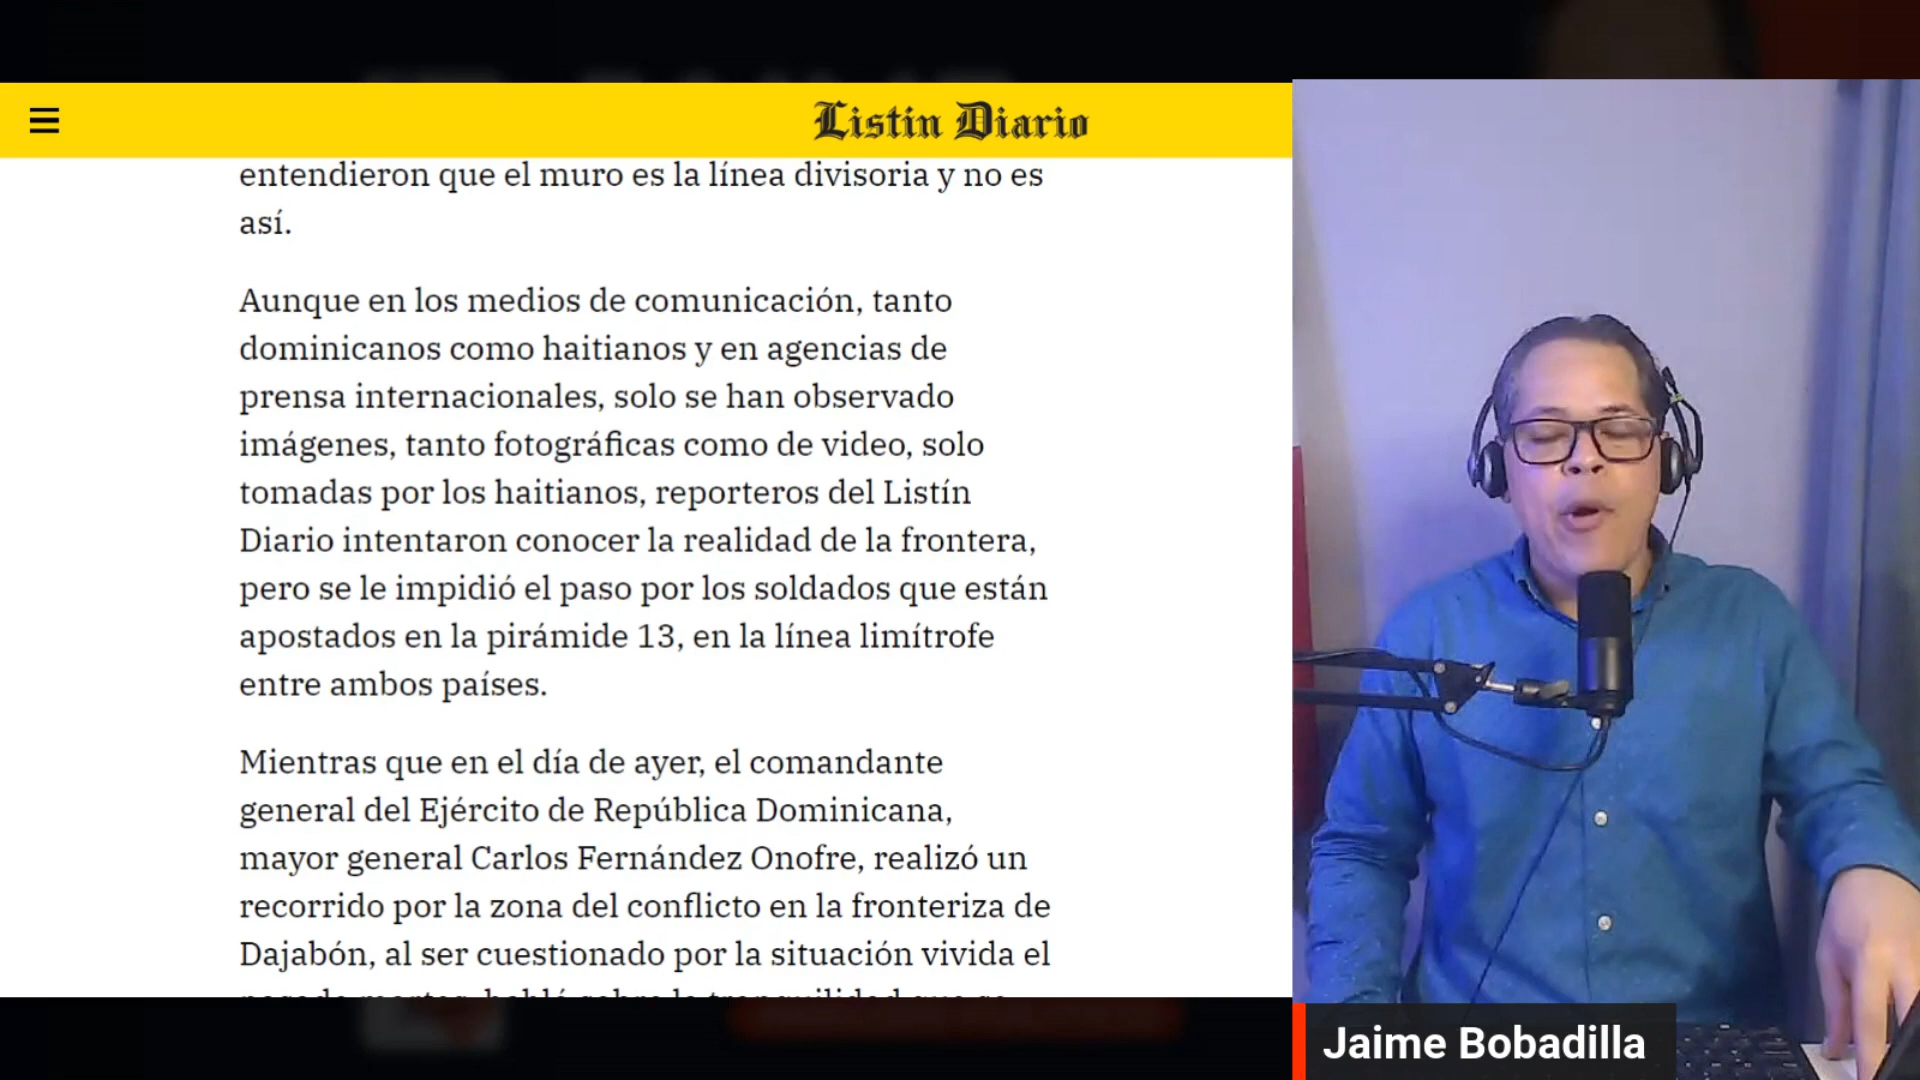 Listin Diario
entendieron que el muro es la línea divisoria y no es
así.
Aunque en los medios de comunicación, tanto
dominicanos como haitianos y en agencias de
prensa internacionales, solo se han observado
imágenes, tanto fotográficas como de video, solo
tomadas por los haitianos, reporteros del Listín
Diario intentaron conocer la realidad de la frontera,
pero se le impidió el paso por los soldados que están
apostados en la pirámide 13, en la línea limítrofe
entre ambos países.
Mientras que en el día de ayer, el comandante
general del Ejército de República Dominicana,
mayor general Carlos Fernández Onofre, realizó un
recorrido por la zona del conflicto en la fronteriza de
Dajabón, al ser cuestionado por la situación vivida el
Jaime Bobadilla